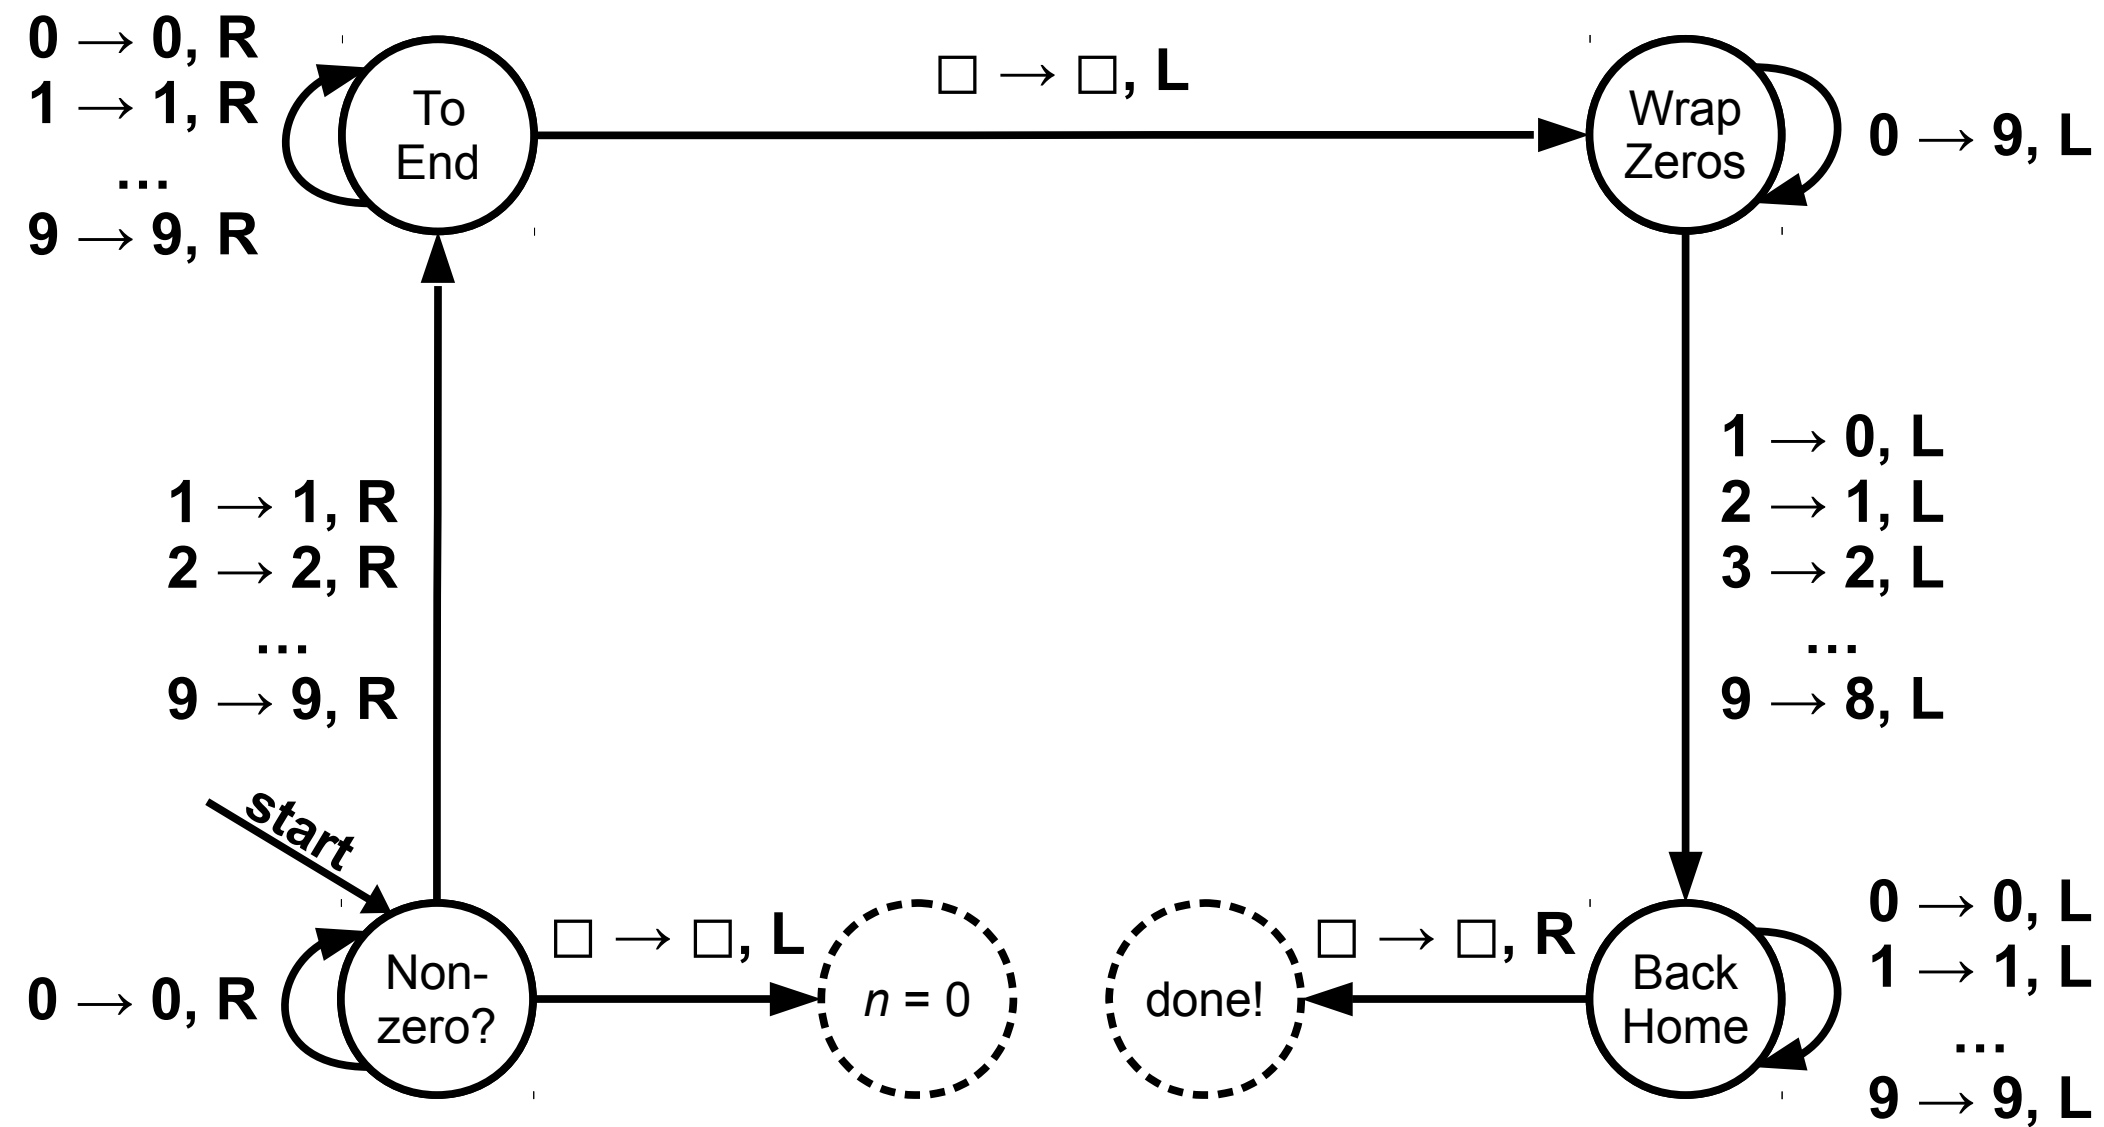 0 → 0, R
1 → 1, R
…
9 → 9, R
To
End
□ → □, L
Wrap
Zeros
0 → 9, L
1 → 1, R
2 → 2, R
…
9 → 9, R
1 → 0, L
2 → 1, L
3 → 2, L
…
9 → 8, L
start
0 → 0, R
Non-
zero?
□ → □, L
n = 0
done!
□ → □, R
Back
Home
0 → 0, L
1 → 1, L
…
9 → 9, L